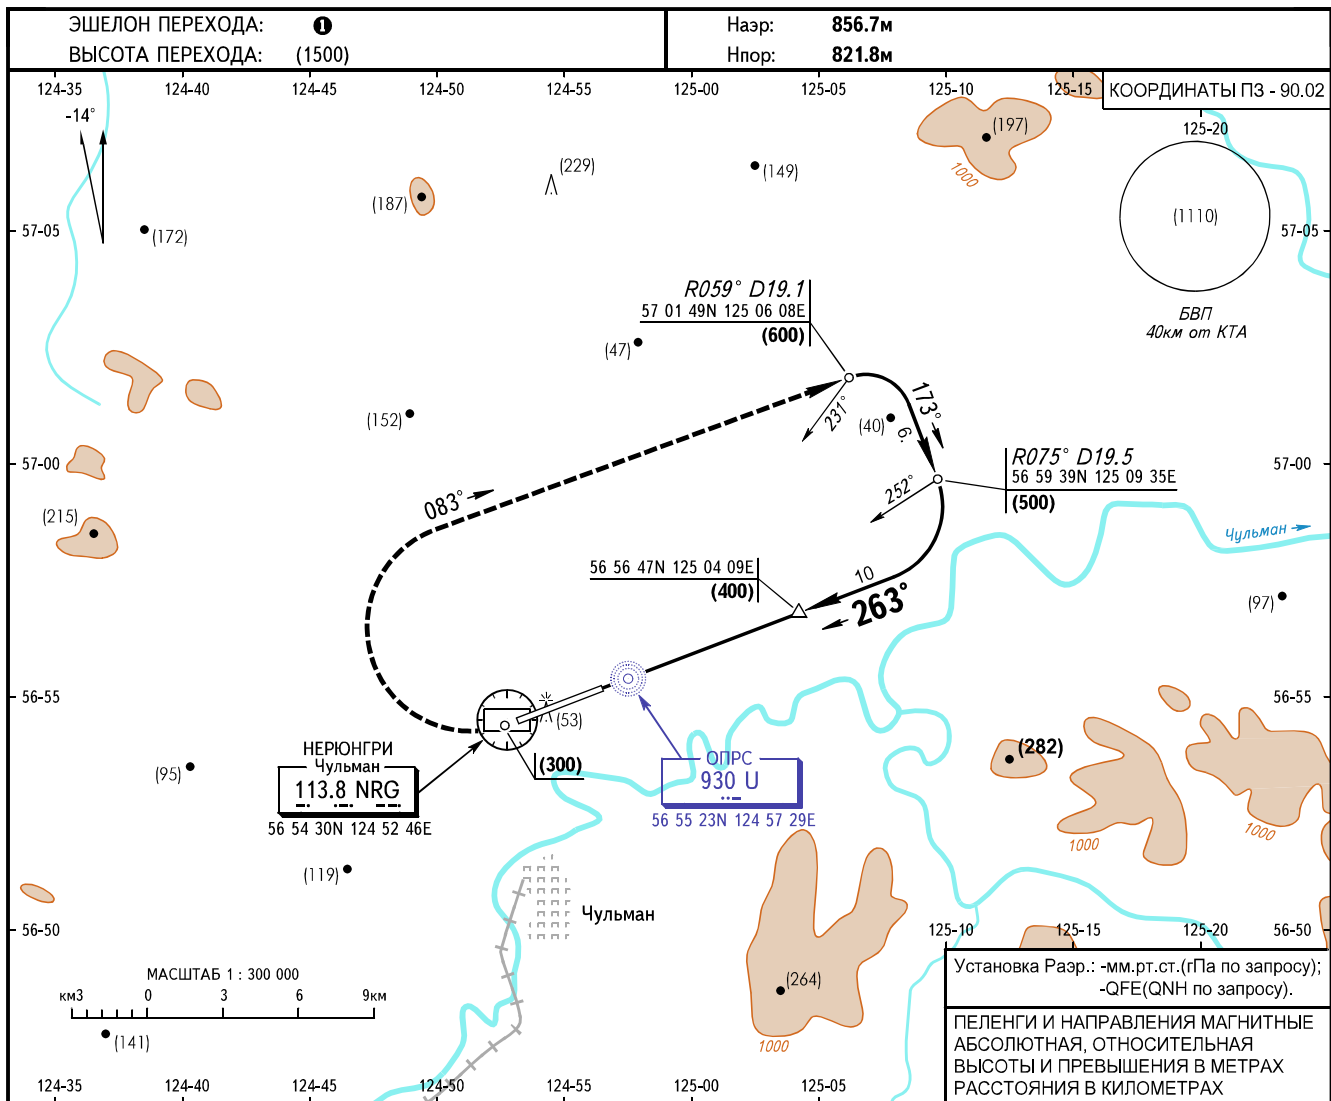 ЭШЕЛОН ПЕРЕХОДА: 1
ВЫСОТА ПЕРЕХОДА: (1500)
Наэр: 856.7м
Нпор: 821.8м
124-35 124-40 124-45 124-50 124-55 125-00 125-05 125-10 125-15
КООРДИНАТЫ ПЗ - 90.02
125-20
-14°
(197)
1000
(229)
(149)
(187)
(172)
57-05
(1110)
57-05
БВП
40км от КТА
R059° D19.1
57 01 49N 125 06 08E
(600)
(47)
231°
173°
6.
(40)
(152)
R075° D19.5
56 59 39N 125 09 35E
(500)
57-00
57-00
252°
083°
(215)
Чульман
56 56 47N 125 04 09E
(400)
10
263°
(97)
56-55
56-55
(53)
(282)
НЕРЮНГРИ
Чульман
113.8 NRG
56 54 30N 124 52 46E
(300)
ОПРС
930 U
56 55 23N 124 57 29E
(95)
1000
1000
(119)
Чульман
56-50
125-10 125-15 125-20 56-50
МАСШТАБ 1 : 300 000
км3 0 3 6 9км
(264)
1000
(141)
Установка Раэр.: -мм.рт.ст.(гПа по запросу);
-QFE(QNH по запросу).
ПЕЛЕНГИ И НАПРАВЛЕНИЯ МАГНИТНЫЕ
АБСОЛЮТНАЯ, ОТНОСИТЕЛЬНАЯ
ВЫСОТЫ И ПРЕВЫШЕНИЯ В МЕТРАХ
РАССТОЯНИЯ В КИЛОМЕТРАХ
124-35 124-40 124-45 124-50 124-55 125-00 125-05